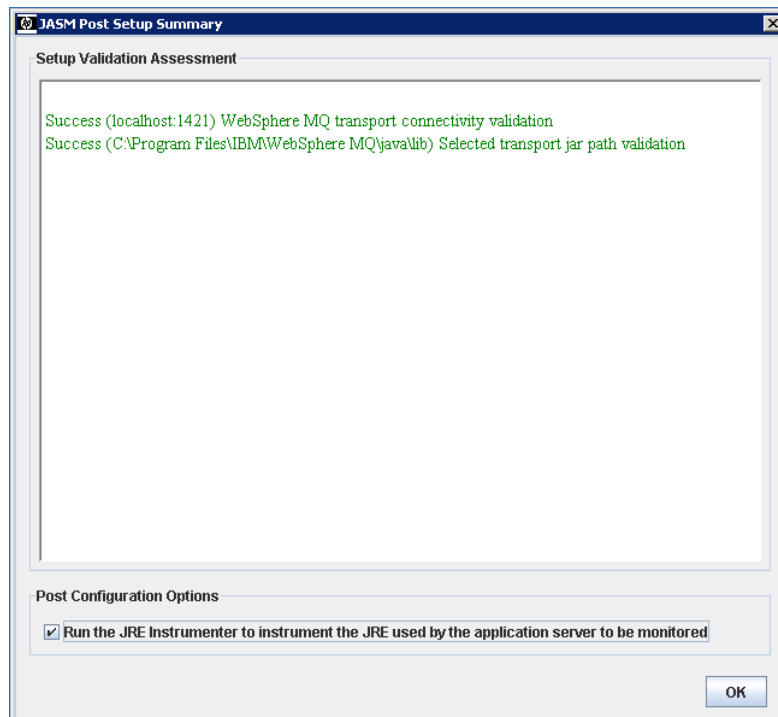 JASM Post Setup Summary
Setup Validation Assessment
Success (localhost:1421) WebSphere MQ transport connectivity validation
Success (C:\Program Files\IBM\WebSphere MQ\java\lib) Selected transport jar path validation
Post Configuration Options
Run the JRE Instrumenter to instrument the JRE used by the application server to be monitored
OK